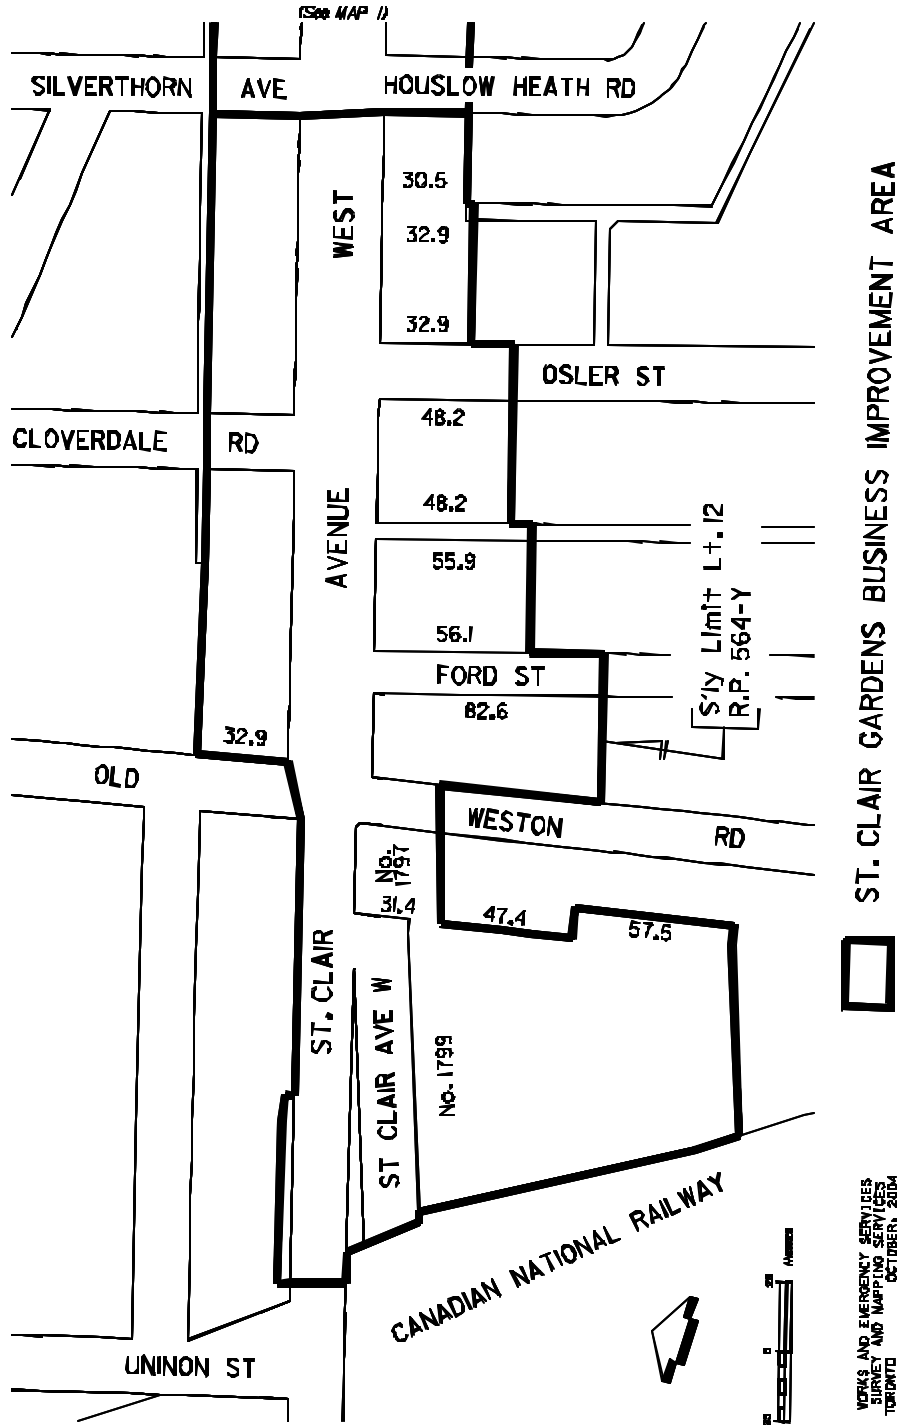 (See MAP 1)
SILVERTHORN AVE HOUSLOW HEATH RD
30.5
WEST
32.9
32.9
OSLER ST
48.2
CLOVERDALE RD
48.2
AVENUE
55.9
56.1
S'ly Limit Lt. 12
R.P. 564-Y
FORD ST
82.6
32.9
OLD WESTON RD
No. 1797
31.4
47.4
57.5
ST. CLAIR
ST CLAIR AVE W
No. 1799
CANADIAN NATIONAL RAILWAY
UNINON ST
ST. CLAIR GARDENS BUSINESS IMPROVEMENT AREA
WORKS AND EMERGENCY SERVICES
SURVEY AND MAPPING SERVICES
TORONTO OCTOBER, 2004
0